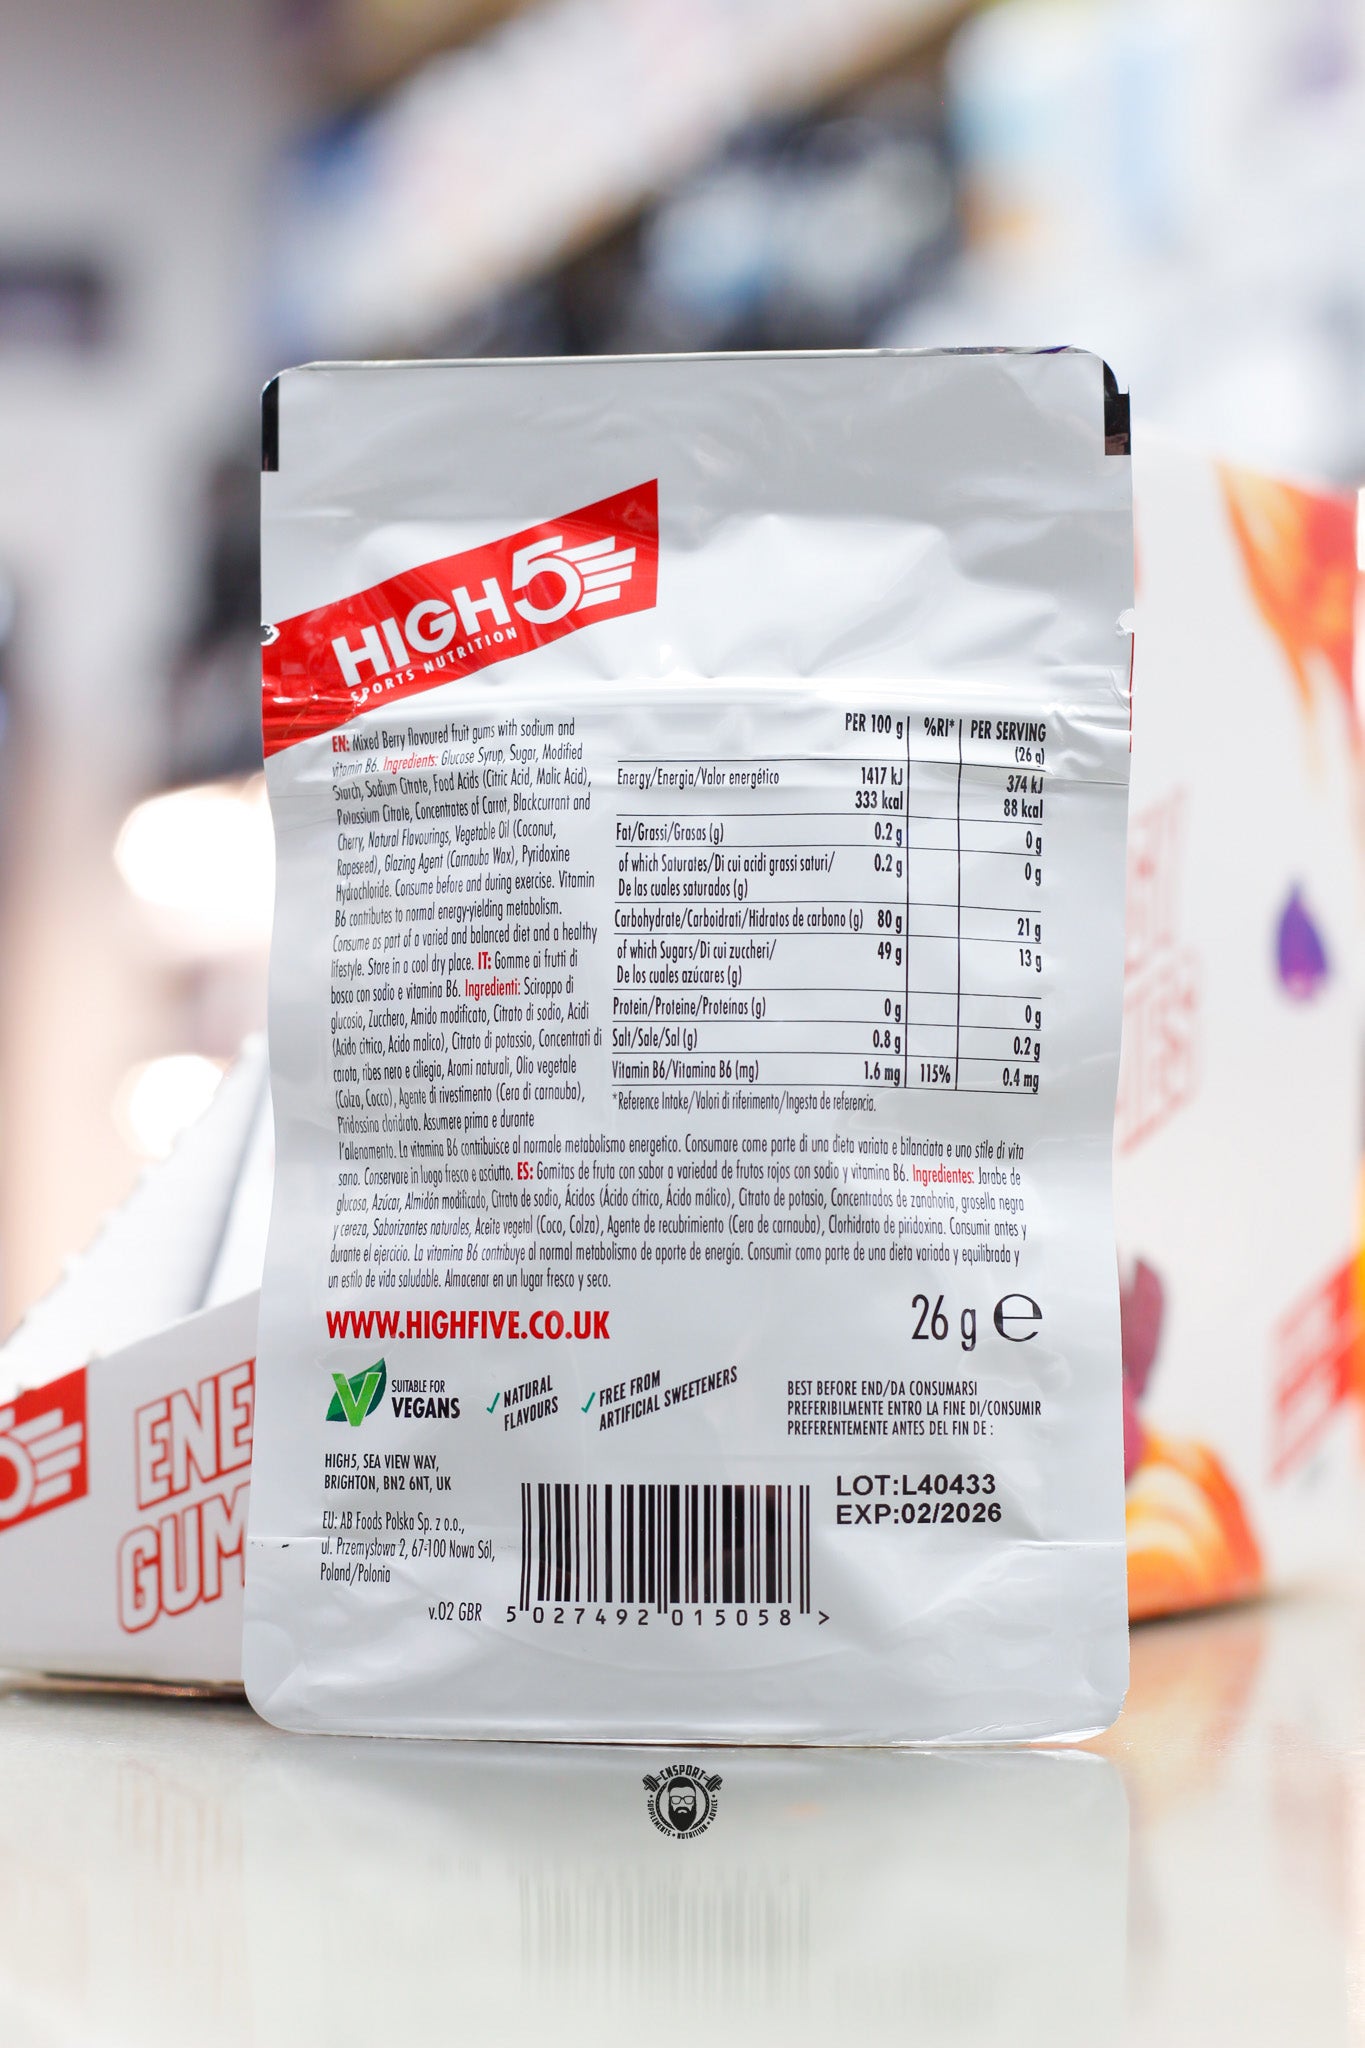 HIGH5
SPORTS NUTRITION
EN: Mixed Berry flavoured fruit gums with sodium and
vitamin B6. Ingredients: Glucose Syrup, Sugar, Modified
Starch, Sodium Citrate, Food Acids (Citric Acid, Malic Acid),
Potassium Citrate, Concentrates of Carrot, Blackcurrant and
Cherry, Natural Flavourings, Vegetable Oil (Coconut,
Rapeseed), Glazing Agent (Carnauba Wax), Pyridoxine
Hydrochloride. Consume before and during exercise. Vitamin
B6 contributes to normal energy-yielding metabolism.
Consume as part of a varied and balanced diet and a healthy
lifestyle. Store in a cool dry place. IT: Gomme ai frutti di
bosco con sodio e vitamina B6. Ingredienti: Sciroppo di
glucosio, Zucchero, Amido modificato, Citrato di sodio, Acidi
(Acido citrico, Acido malico), Citrato di potassio, Concentrati di
carota, ribes nero e ciliegia, Aromi naturali, Olio vegetale
(Colza, Cocco), Agente di rivestimento (Cera di carnauba),
Piridossina cloridrato. Assumere prima e durante
l'allenamento. La vitamina B6 contribuisce al normale metabolismo energetico. Consumare come parte di una dieta variata e bilanciata e uno stile di vita
sano. Conservare in luogo fresco e asciutto. ES: Gomitas de fruta con sabor a variedad de frutos rojos con sodio y vitamina B6. Ingredientes: Jarabe de
glucosa, Azúcar, Almidón modificado, Citrato de sodio, Ácidos (Ácido cítrico, Ácido málico), Citrato de potasio, Concentrados de zanahoria, grosella negra
y cereza, Saborizantes naturales, Aceite vegetal (Coco, Colza), Agente de recubrimiento (Cera de carnauba), Clorhidrato de piridoxina. Consumir antes y
durante el ejercicio. La vitamina B6 contribuye al normal metabolismo de aporte de energía. Consumir como parte de una dieta variada y equilibrada y
un estilo de vida saludable. Almacenar en un lugar fresco y seco.
PER 100 g %RI* PER SERVING
(26 g)
Energy/Energia/Valor energético 1417 kJ 374 kJ
333 kcal 88 kcal
Fat/Grassi/Grasas (g) 0.2 g 0 g
of which Saturates/Di cui acidi grassi saturi/ 0.2 g 0 g
De las cuales saturados (g)
Carbohydrate/Carboidrati/Hidratos de carbono (g) 80 g 21 g
of which Sugars/Di cui zuccheri/ 49 g 13 g
De los cuales azúcares (g)
Protein/Proteine/Proteínas (g) 0 g 0 g
Salt/Sale/Sal (g) 0.8 g 0.2 g
Vitamin B6/Vitamina B6 (mg) 1.6 mg 115% 0.4 mg
*Reference Intake/Valori di riferimento/Ingesta de referencia.
WWW.HIGHFIVE.CO.UK
26 g e
SUITABLE FOR
VEGANS
NATURAL
FLAVOURS
FREE FROM
ARTIFICIAL SWEETENERS
BEST BEFORE END/DA CONSUMARSI
PREFERIBILMENTE ENTRO LA FINE DI/CONSUMIR
PREFERENTEMENTE ANTES DEL FIN DE:
HIGH5, SEA VIEW WAY,
BRIGHTON, BN2 6NT, UK
EU: AB Foods Polska Sp. z o.o.,
ul. Przemysłowa 2, 67-100 Nowa Sól,
Poland/Polonia
LOT:L40433
EXP:02/2026
v.02 GBR
5 027492 015058 >
ENE
GUM
CNSPORT
SUPPLEMENTS • NUTRITION • ADVICE